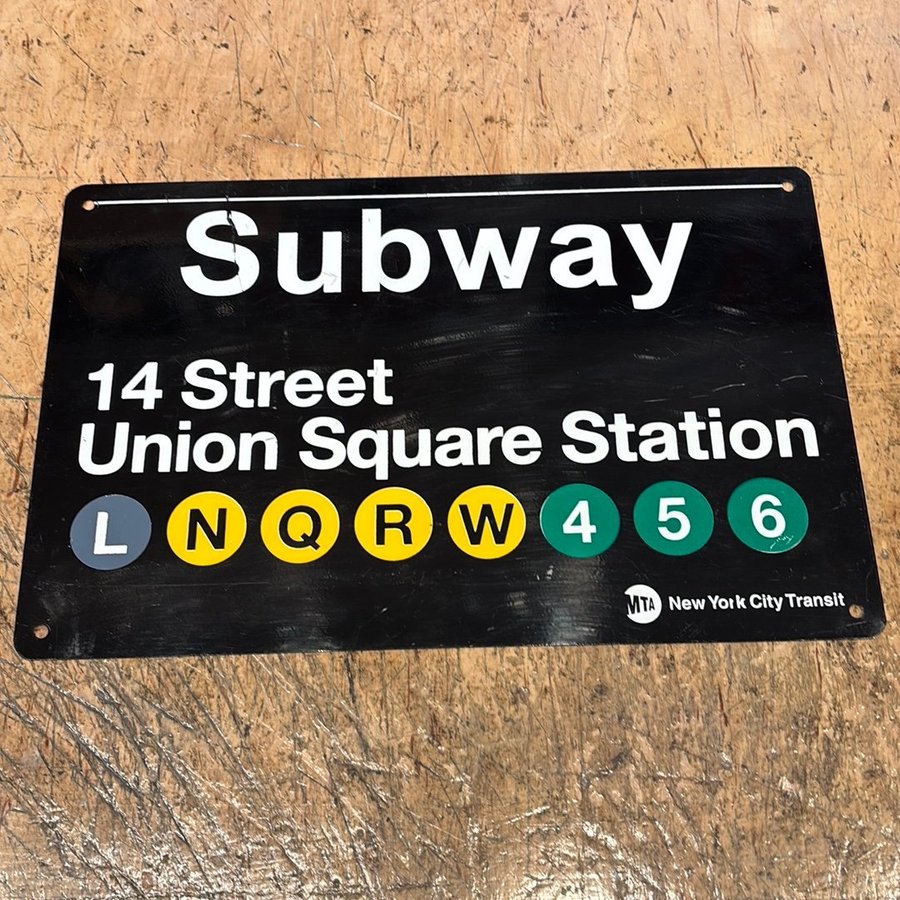 Subway
14 Street
Union Square Station
L N Q R W 4 5 6
MTA New York City Transit